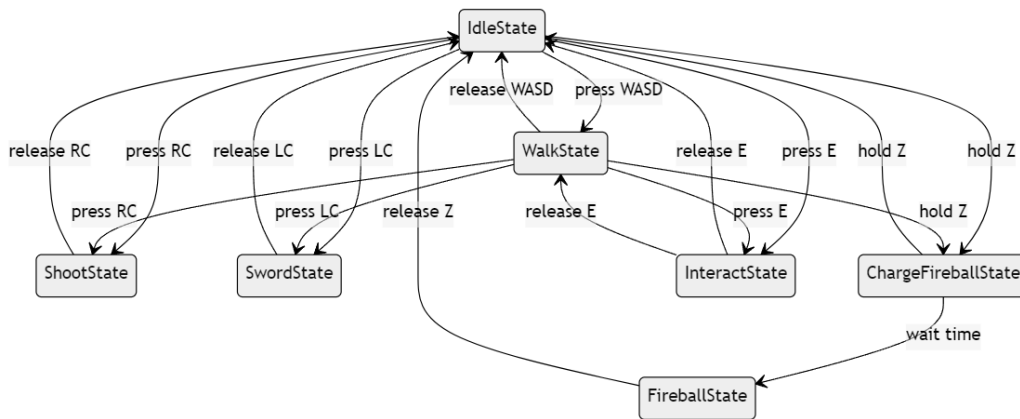 IdleState
release WASD
press WASD
release RC
press RC
release LC
press LC
WalkState
release E
press E
hold Z
hold Z
press RC
press LC
release Z
release E
press E
hold Z
ShootState
SwordState
InteractState
ChargeFireballState
wait time
FireballState